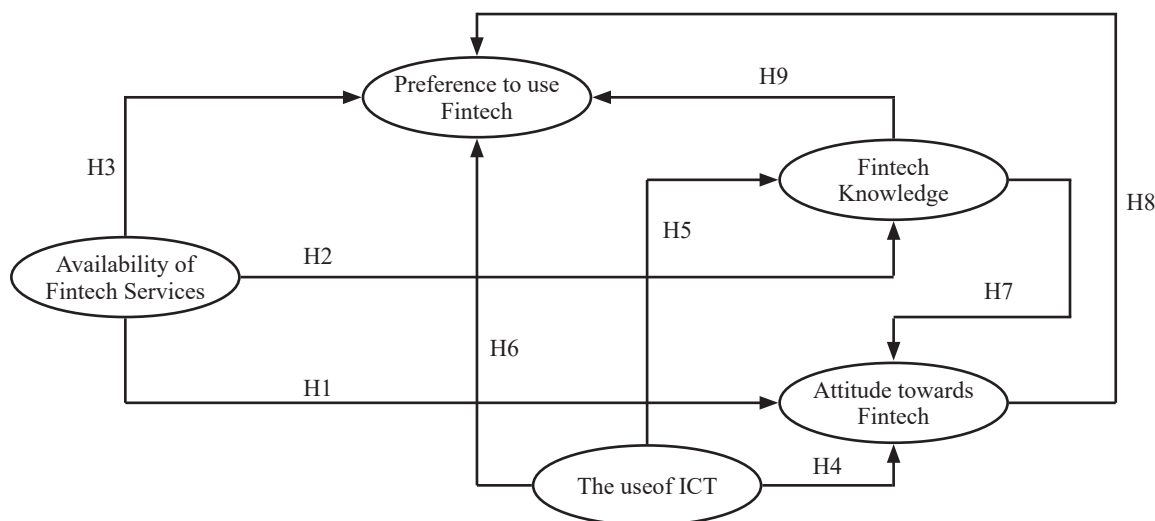 Preference to use
Fintech
H9
H3
Fintech
Knowledge
H8
H5
Availability of
Fintech Services
H2
H7
H6
H1
Attitude towards
Fintech
H4
The useof ICT